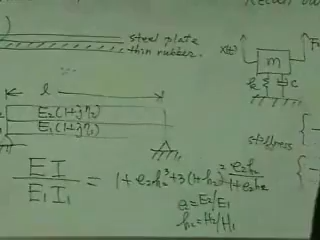 steel plate
thin rubber.
x(t)
m
k
c
l
E₂(1+jη₂)
E₁(1+jη₁)
stiffness
EI / E₁I₁ = 1 + e₂h₂³ + 3(1+h₂)² e₂h₂ / 1+e₂h₂
e₂ = E₂/E₁
h₂ = H₂/H₁